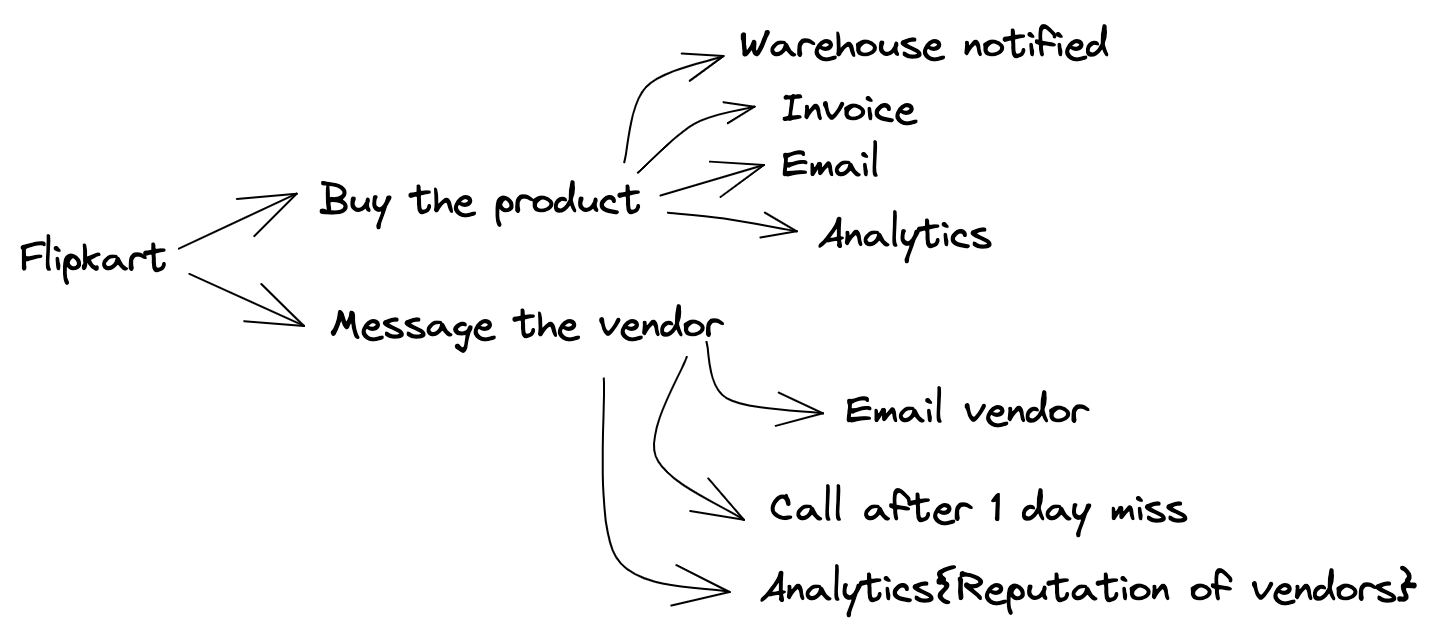 Warehouse notified
Invoice
Email
Buy the product
Analytics
Flipkart
Message the vendor
Email vendor
Call after 1 day miss
Analytics{Reputation of vendors}